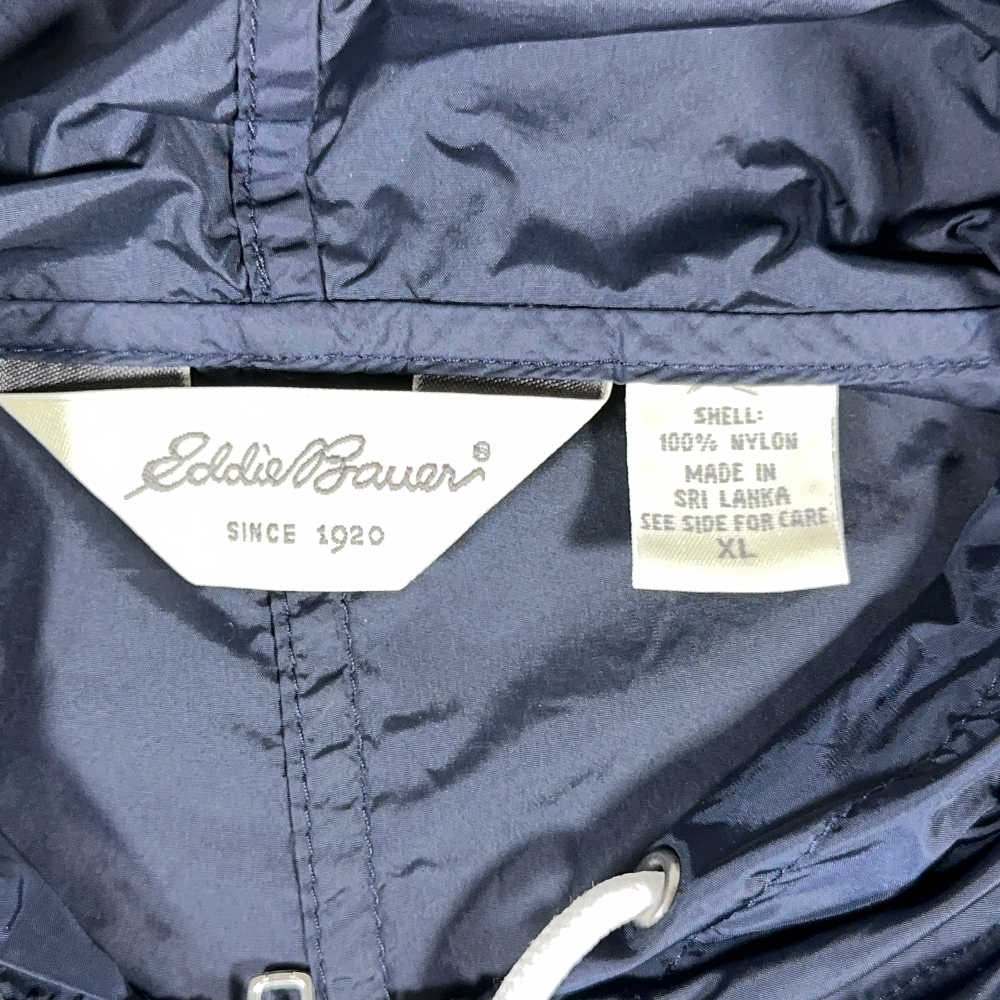 Eddie Bauer®
SINCE 1920
SHELL:
100% NYLON
MADE IN
SRI LANKA
SEE SIDE FOR CARE
XL